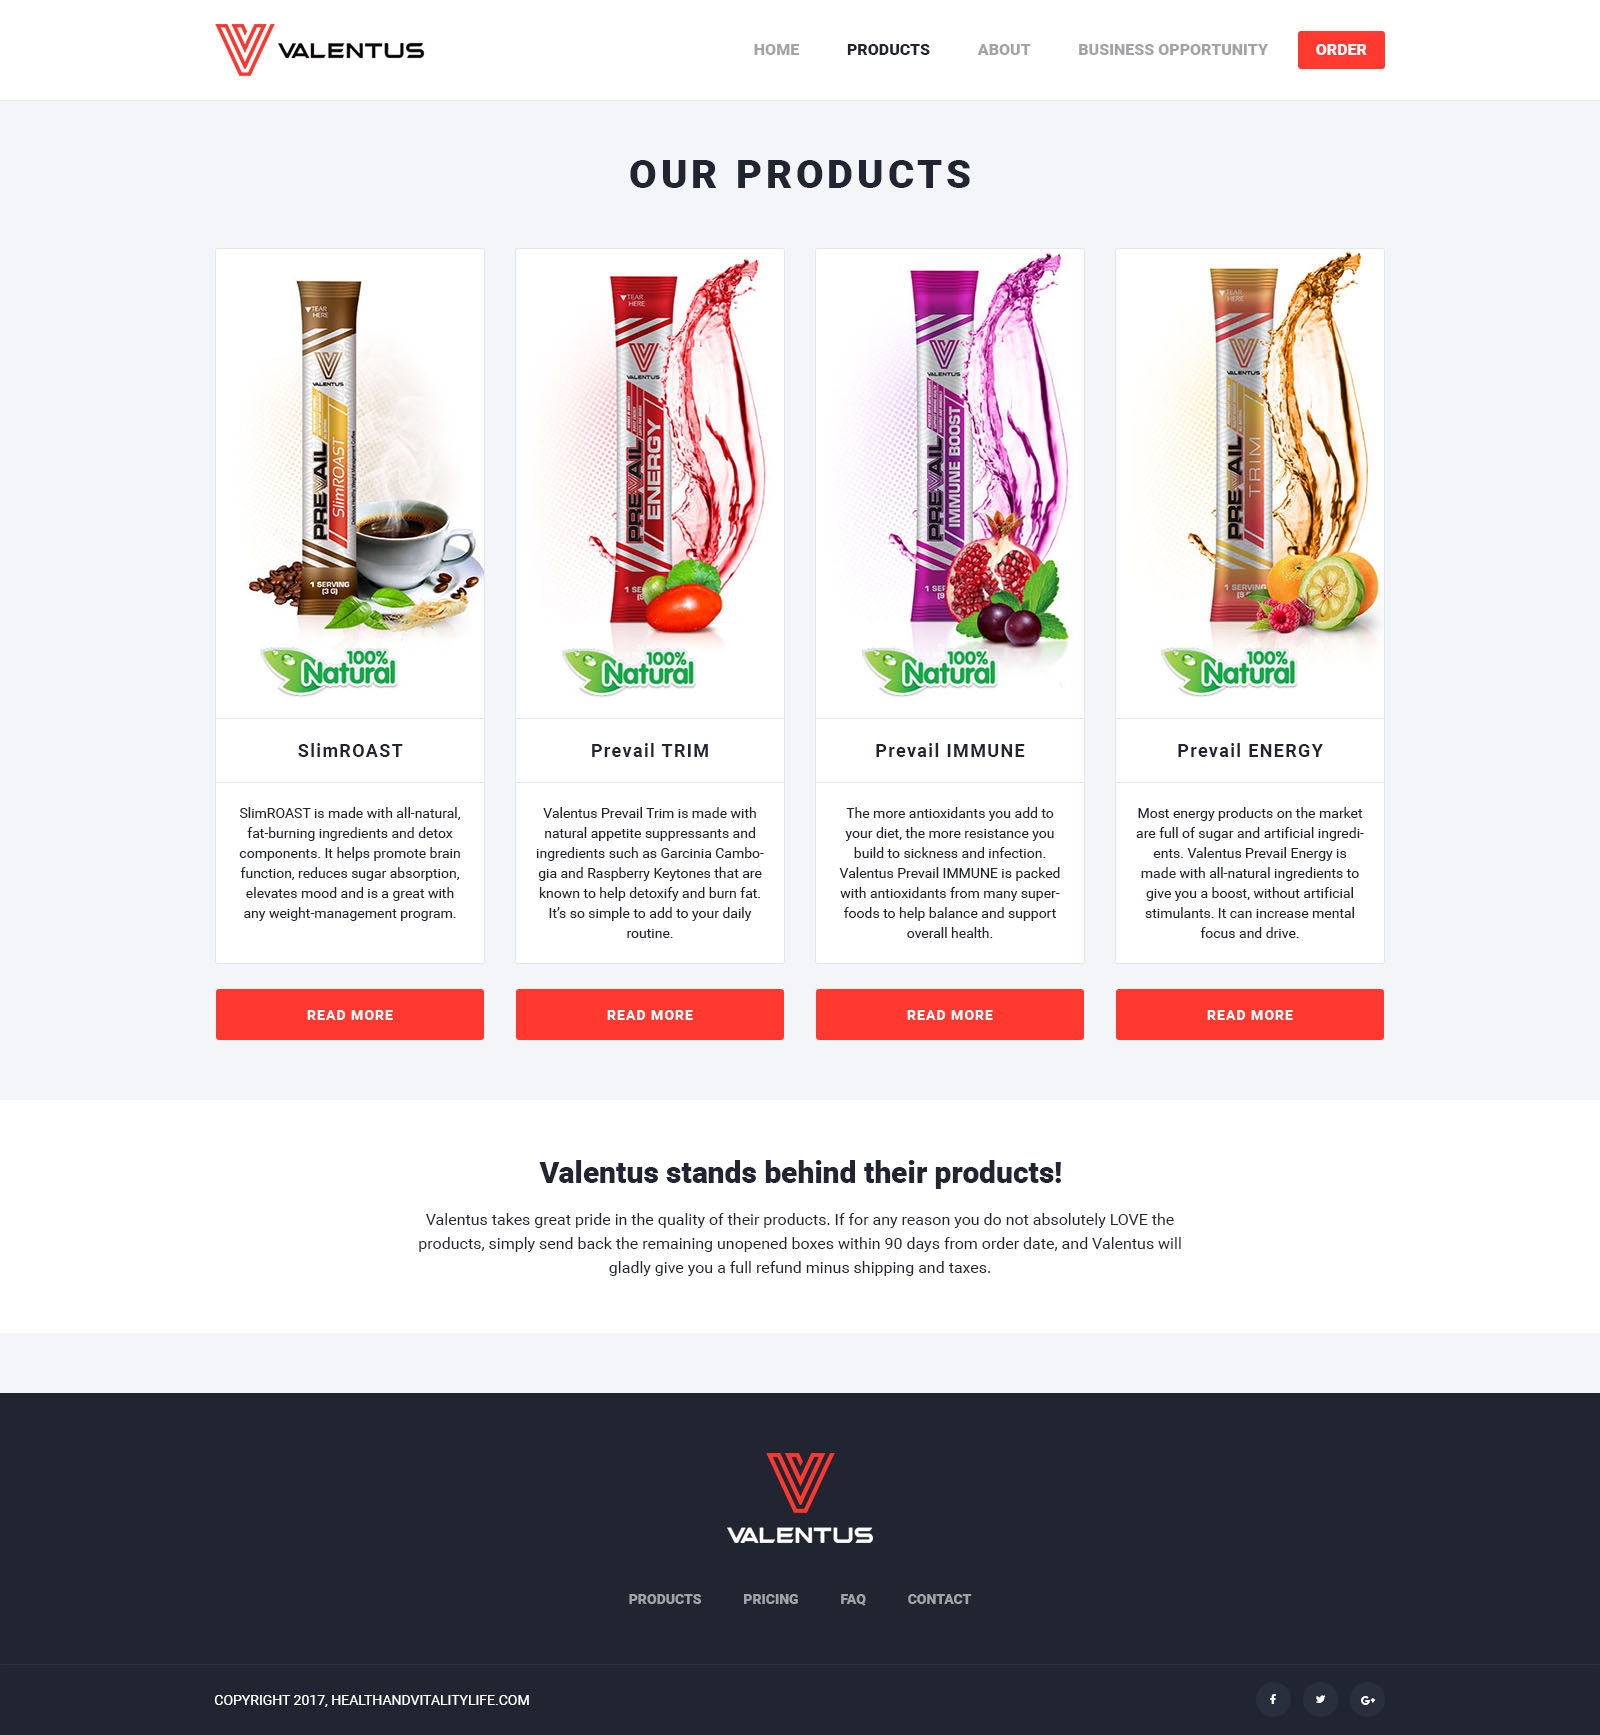 VALENTUS
HOME PRODUCTS ABOUT BUSINESS OPPORTUNITY ORDER
OUR PRODUCTS
TEAR HERE
VALENTUS
PREVAIL
SlimROAST
1 SERVING
(3 G)
100%
Natural
TEAR HERE
VALENTUS
PREVAIL
ENERGY
100%
Natural
VALENTUS
PREVAIL
IMMUNE BOOST
100%
Natural
TEAR HERE
VALENTUS
PREVAIL
TRIM
1 SERVING
100%
Natural
SlimROAST
Prevail TRIM
Prevail IMMUNE
Prevail ENERGY
SlimROAST is made with all-natural,
fat-burning ingredients and detox
components. It helps promote brain
function, reduces sugar absorption,
elevates mood and is a great with
any weight-management program.
Valentus Prevail Trim is made with
natural appetite suppressants and
ingredients such as Garcinia Cambo-
gia and Raspberry Keytones that are
known to help detoxify and burn fat.
It’s so simple to add to your daily
routine.
The more antioxidants you add to
your diet, the more resistance you
build to sickness and infection.
Valentus Prevail IMMUNE is packed
with antioxidants from many super-
foods to help balance and support
overall health.
Most energy products on the market
are full of sugar and artificial ingredi-
ents. Valentus Prevail Energy is
made with all-natural ingredients to
give you a boost, without artificial
stimulants. It can increase mental
focus and drive.
READ MORE
READ MORE
READ MORE
READ MORE
Valentus stands behind their products!
Valentus takes great pride in the quality of their products. If for any reason you do not absolutely LOVE the
products, simply send back the remaining unopened boxes within 90 days from order date, and Valentus will
gladly give you a full refund minus shipping and taxes.
VALENTUS
PRODUCTS PRICING FAQ CONTACT
COPYRIGHT 2017, HEALTHANDVITALITYLIFE.COM